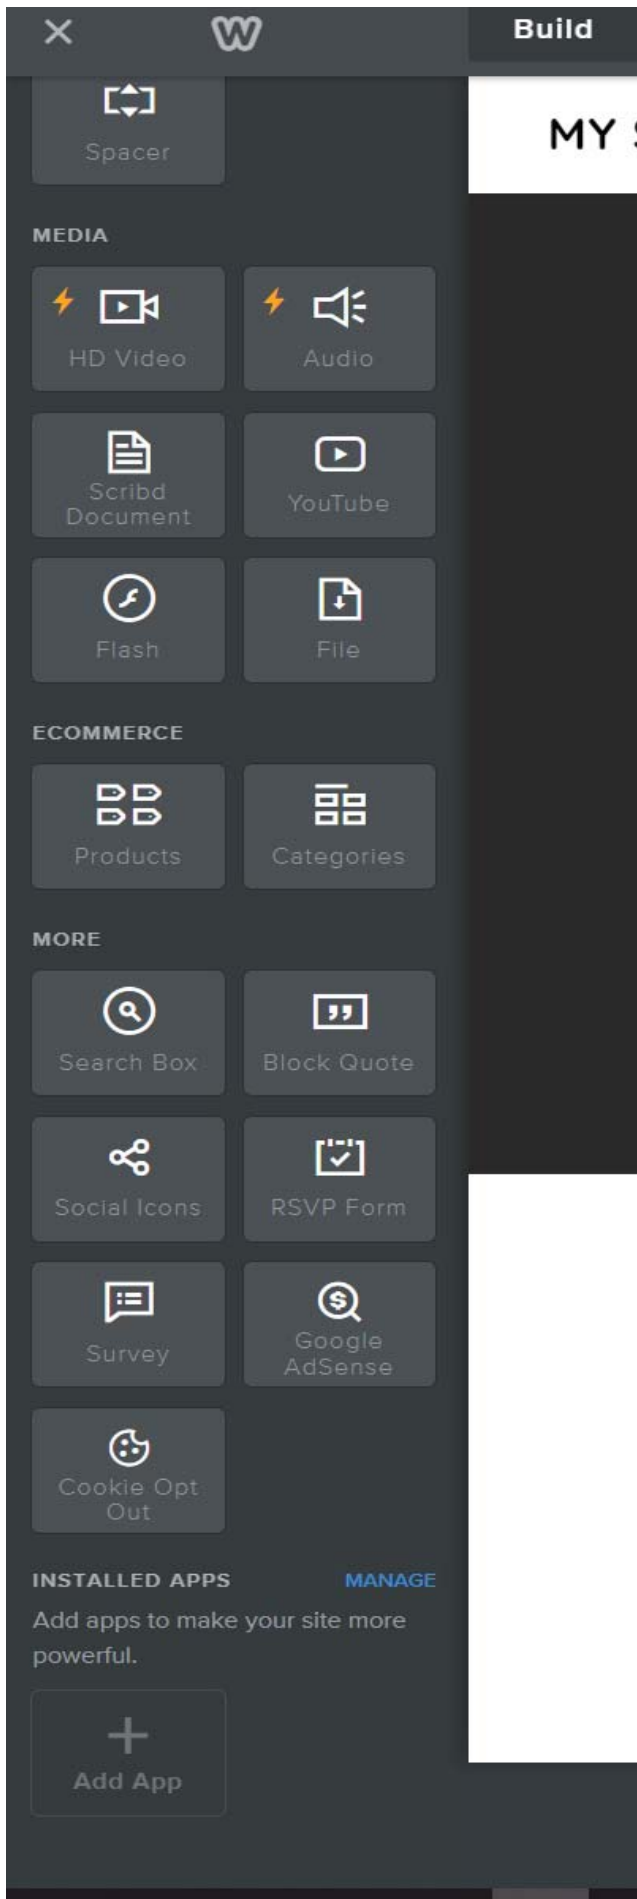 Build
MY
Spacer
MEDIA
HD Video
Audio
Scribd
Document
YouTube
Flash
File
ECOMMERCE
Products
Categories
MORE
Search Box
Block Quote
Social Icons
RSVP Form
Survey
Google
AdSense
Cookie Opt
Out
INSTALLED APPS
MANAGE
Add apps to make your site more
powerful.
Add App